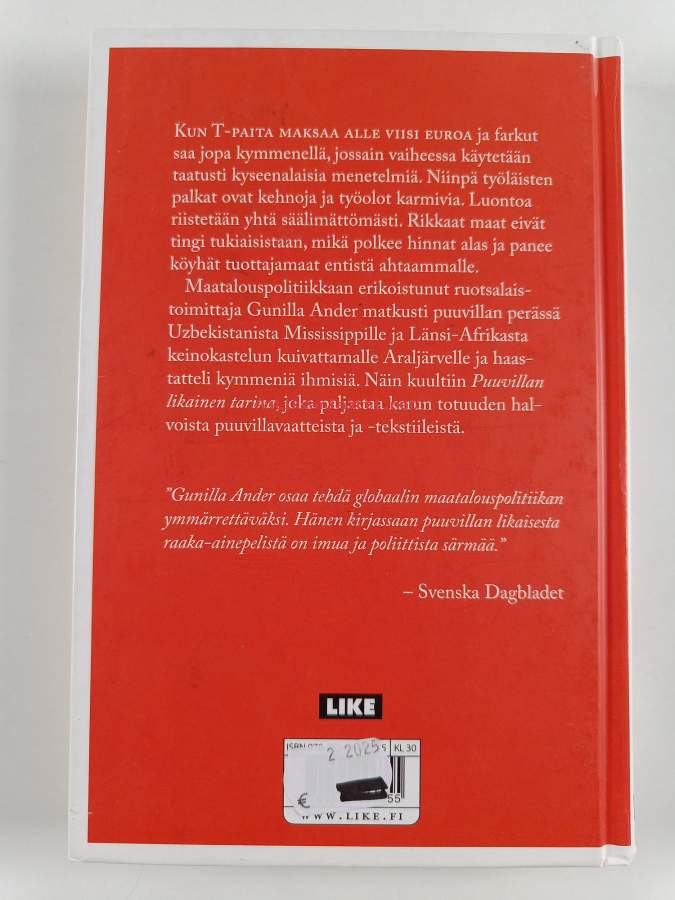 KUN T-PAITA MAKSAA ALLE VIISI EUROA ja farkut
saa jopa kymmenellä, jossain vaiheessa käytetään
taatusti kyseenalaisia menetelmiä. Niinpä työläisten
palkat ovat kehnoja ja työolot karmivia. Luontoa
riistetään yhtä säälimättömästi. Rikkaat maat eivät
tingi tukiaisistaan, mikä polkee hinnat alas ja panee
köyhät tuottajamaat entistä ahtaammalle.
Maatalouspolitiikkaan erikoistunut ruotsalais-
toimittaja Gunilla Ander matkusti puuvillan perässä
Uzbekistanista Mississippille ja Länsi-Afrikasta
keinokastelun kuivattamalle Araljärvelle ja haas-
tatteli kymmeniä ihmisiä. Näin kuultiin Puuvillan
likainen tarina, joka paljastaa karun totuuden hal-
voista puuvillavaatteista ja -tekstiileistä.
"Gunilla Ander osaa tehdä globaalin maatalouspolitiikan
ymmärrettäväksi. Hänen kirjassaan puuvillan likaisesta
raaka-ainepelistä on imua ja poliittista särmää."
– Svenska Dagbladet
LIKE
ISBN 5 KL 30
2 2025
€ 55
WWW.LIKE.FI